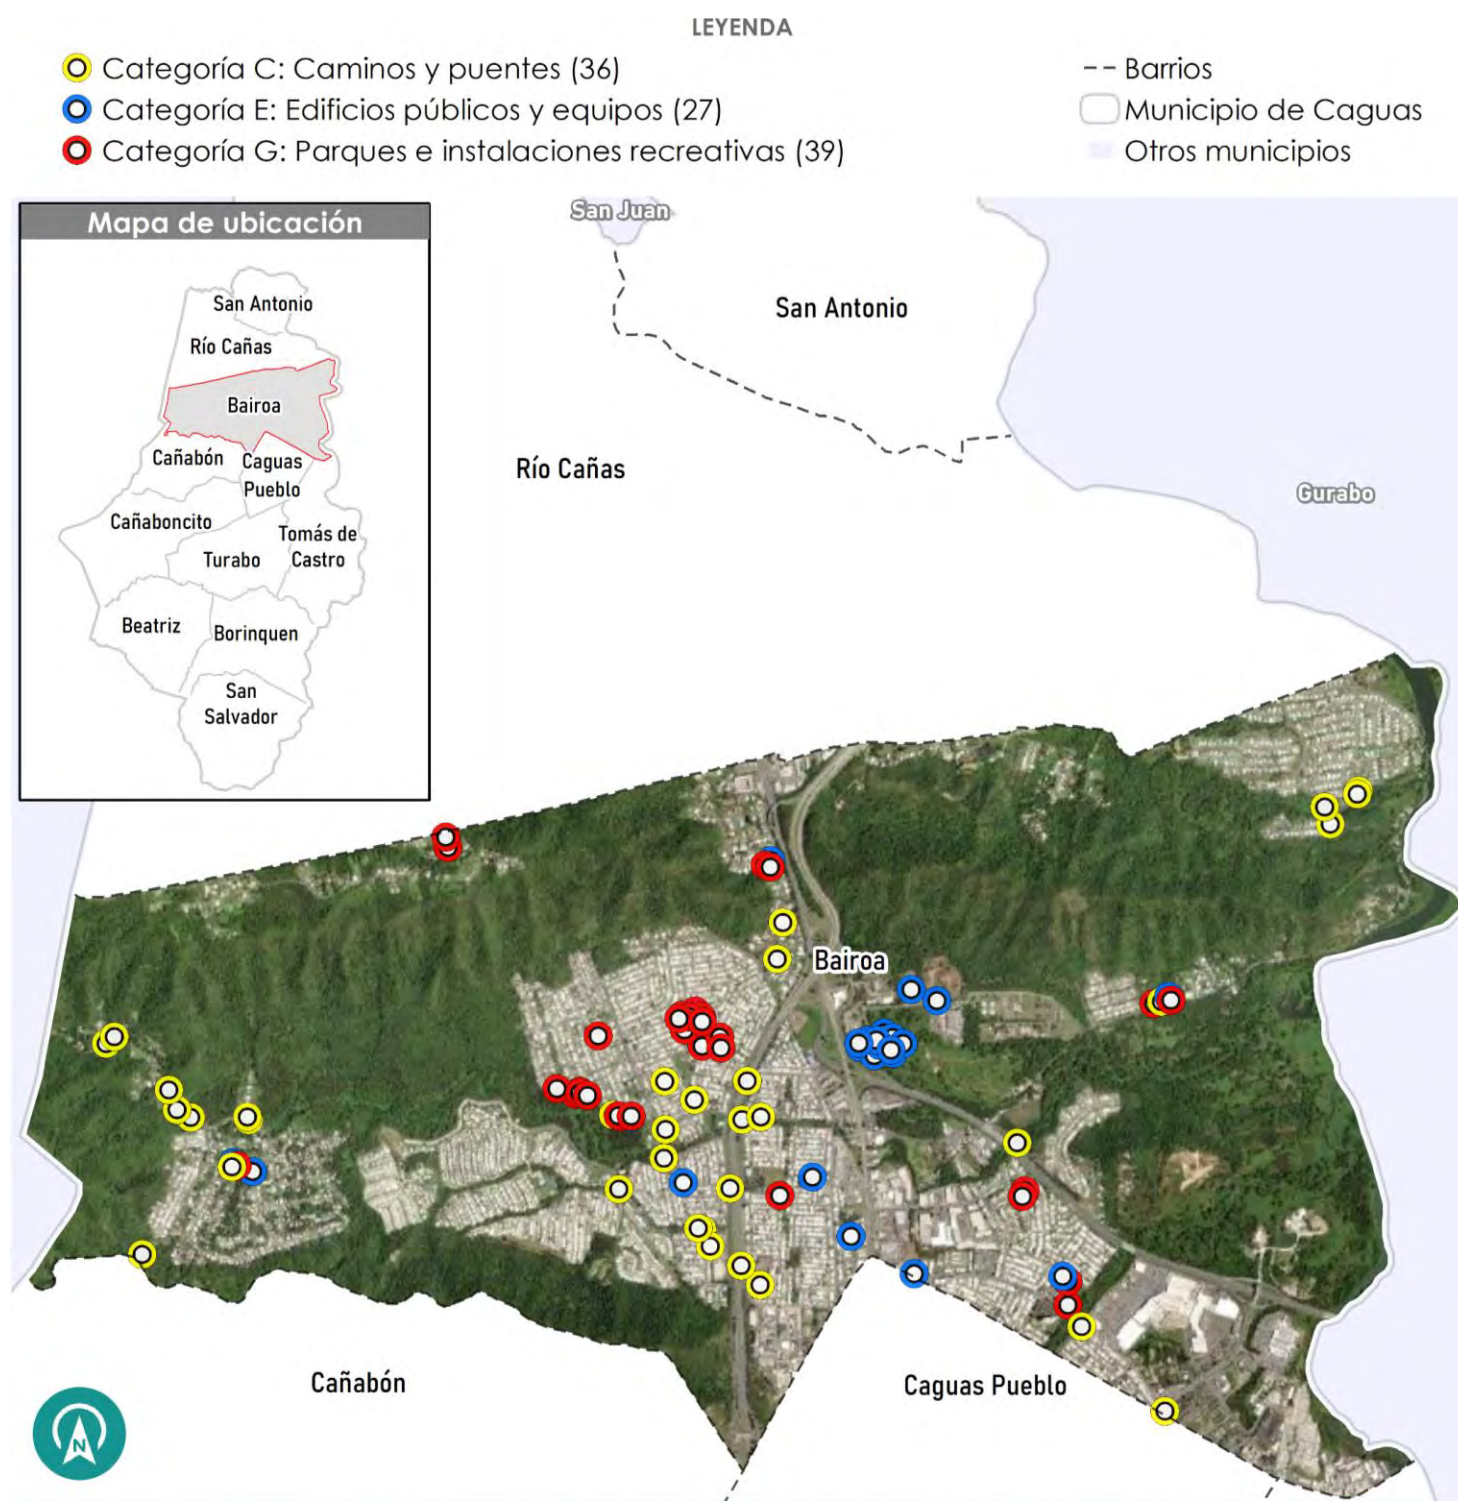 LEYENDA
Categoría C: Caminos y puentes (36)
Categoría E: Edificios públicos y equipos (27)
Categoría G: Parques e instalaciones recreativas (39)
Barrios
Municipio de Caguas
Otros municipios
Mapa de ubicación
San Antonio
Río Cañas
Bairoa
Cañabón
Caguas
Pueblo
Cañaboncito
Tomás de
Castro
Turabo
Beatriz
Borinquen
San
Salvador
San Juan
San Antonio
Río Cañas
Gurabo
Bairoa
Cañabón
Caguas Pueblo
N